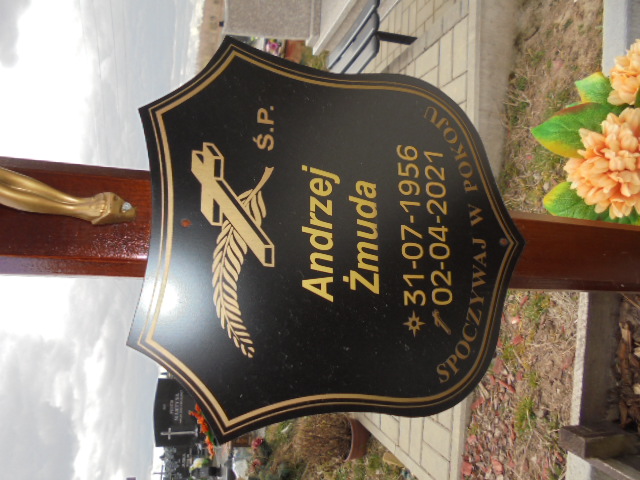 Ś.P.
Andrzej
Żmuda
31-07-1956
02-04-2021
SPOCZYWAJ W POKOJU